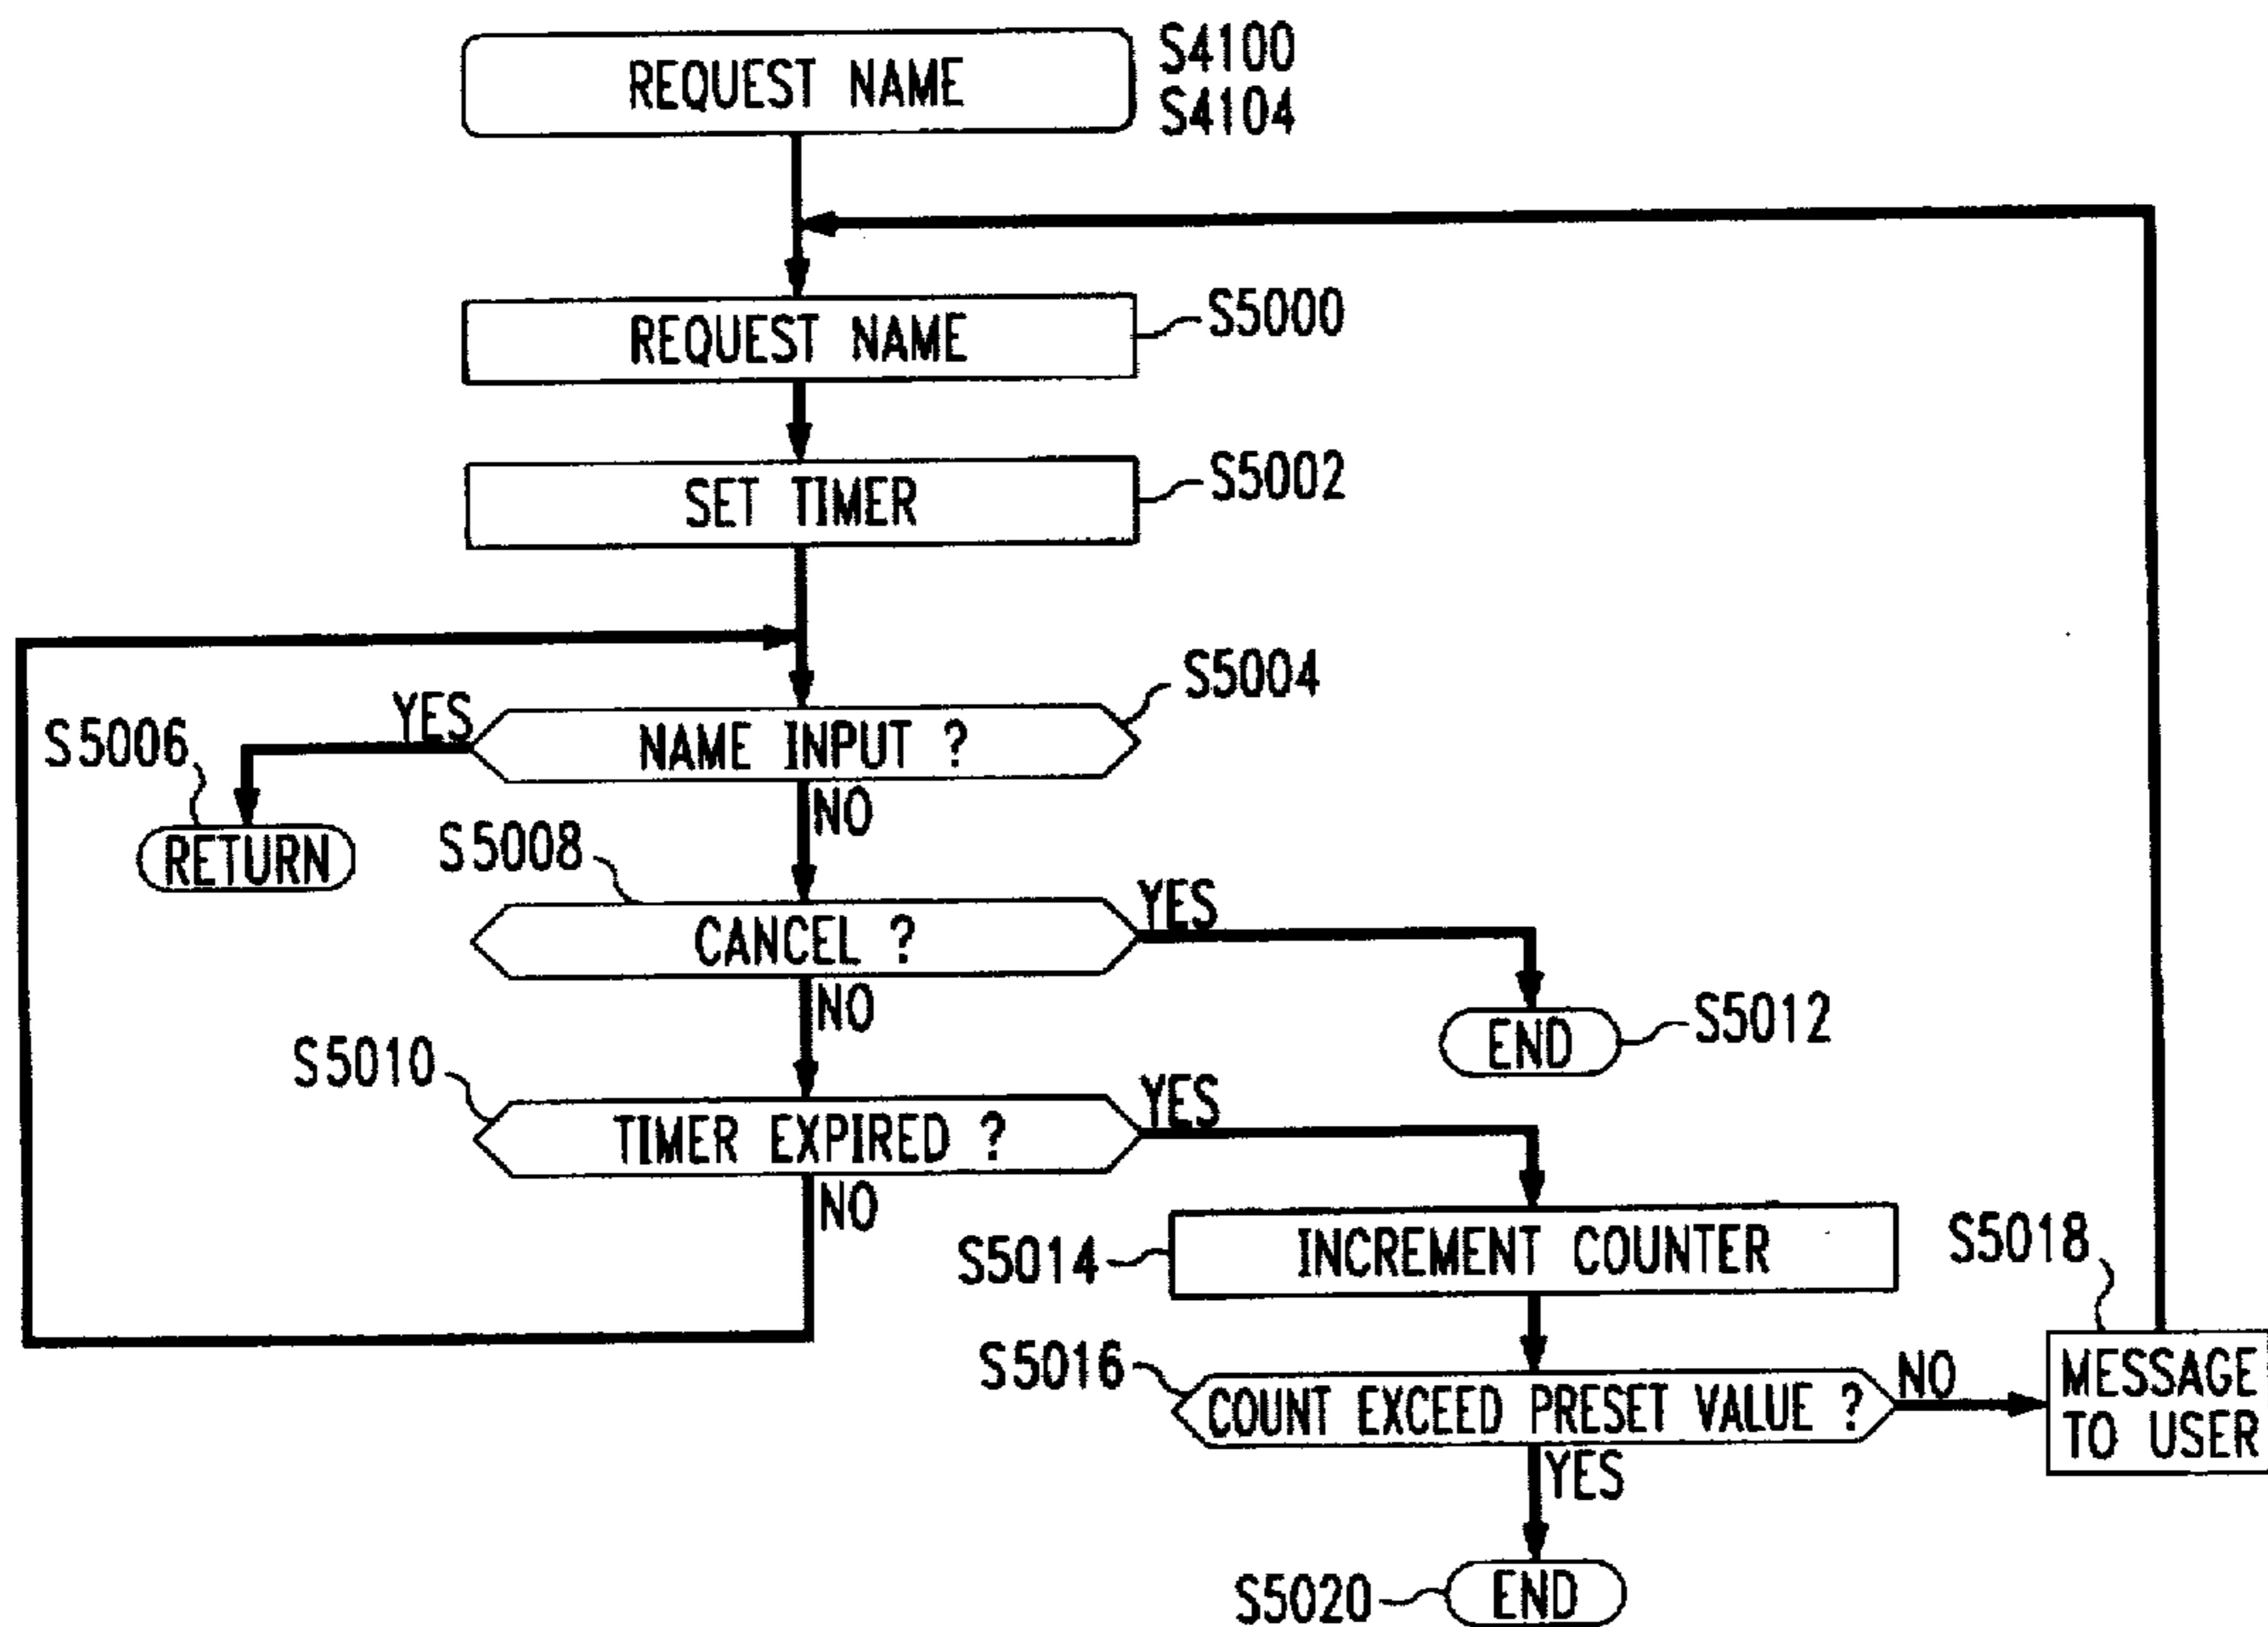 REQUEST NAME
S4100
S4104
REQUEST NAME
S5000
SET TIMER
S5002
S5004
YES
NAME INPUT ?
S5006
NO
RETURN
S5008
YES
CANCEL ?
NO
END
S5012
S5010
YES
TIMER EXPIRED ?
NO
S5014
INCREMENT COUNTER
S5018
S5016
COUNT EXCEED PRESET VALUE ?
NO
MESSAGE
TO USER
YES
S5020
END